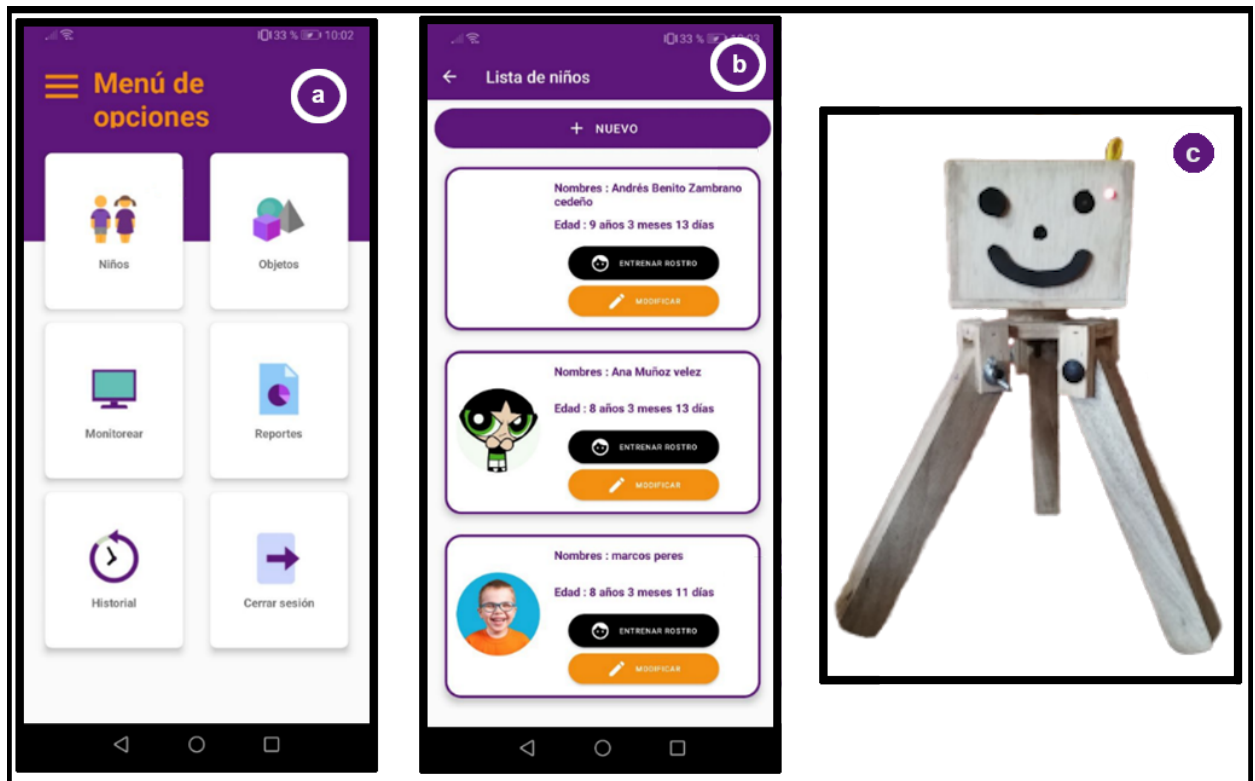 33 % 10:02
Menú de
opciones
a
Niños
Objetos
Monitorear
Reportes
Historial
Cerrar sesión
33 % 10:03
Lista de niños
b
+ NUEVO
Nombres : Andrés Benito Zambrano
cedeño
Edad : 9 años 3 meses 13 días
ENTRENAR ROSTRO
MODIFICAR
Nombres : Ana Muñoz velez
Edad : 8 años 3 meses 13 días
ENTRENAR ROSTRO
MODIFICAR
Nombres : marcos peres
Edad : 8 años 3 meses 11 días
ENTRENAR ROSTRO
MODIFICAR
c